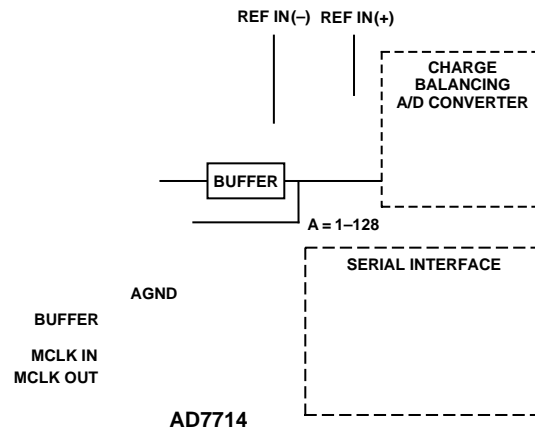 REF IN(–) REF IN(+)
CHARGE
BALANCING
A/D CONVERTER
BUFFER
A = 1–128
SERIAL INTERFACE
AGND
BUFFER
MCLK IN
MCLK OUT
AD7714